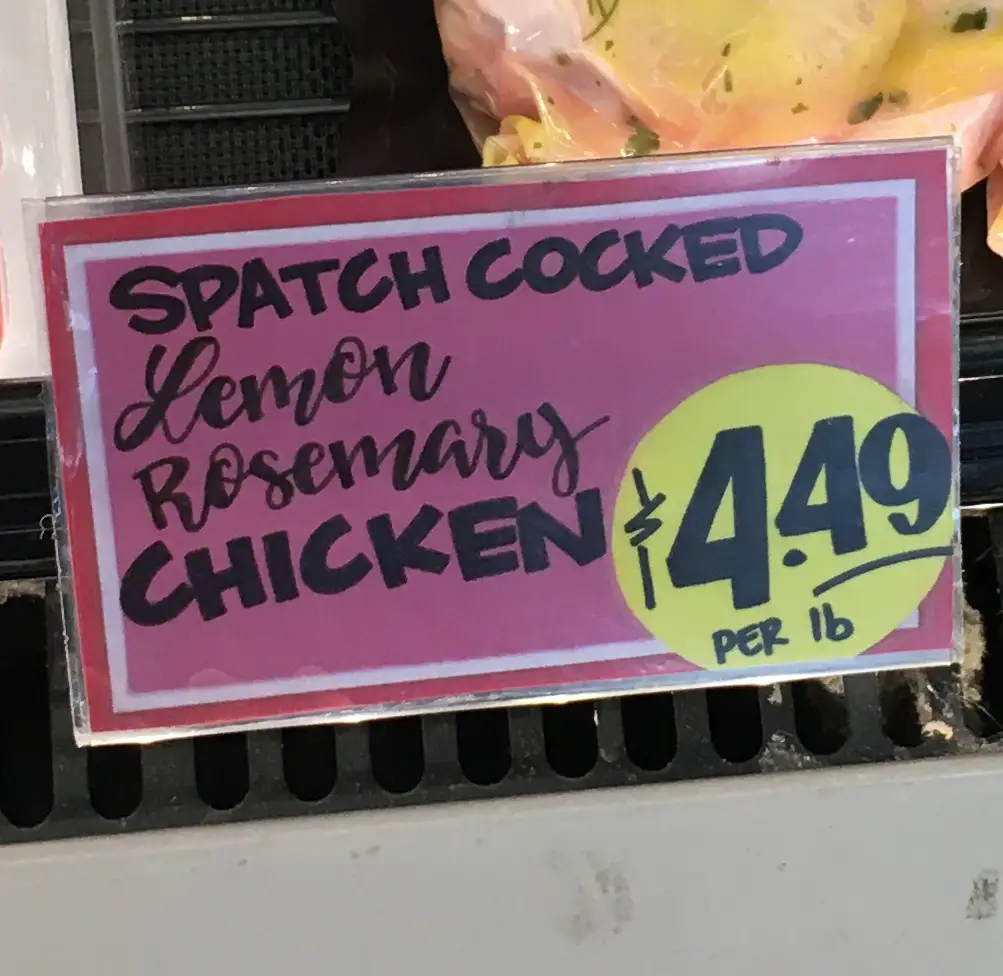 SPATCH COCKED
Lemon
Rosemary
CHICKEN
$4.49
PER lb